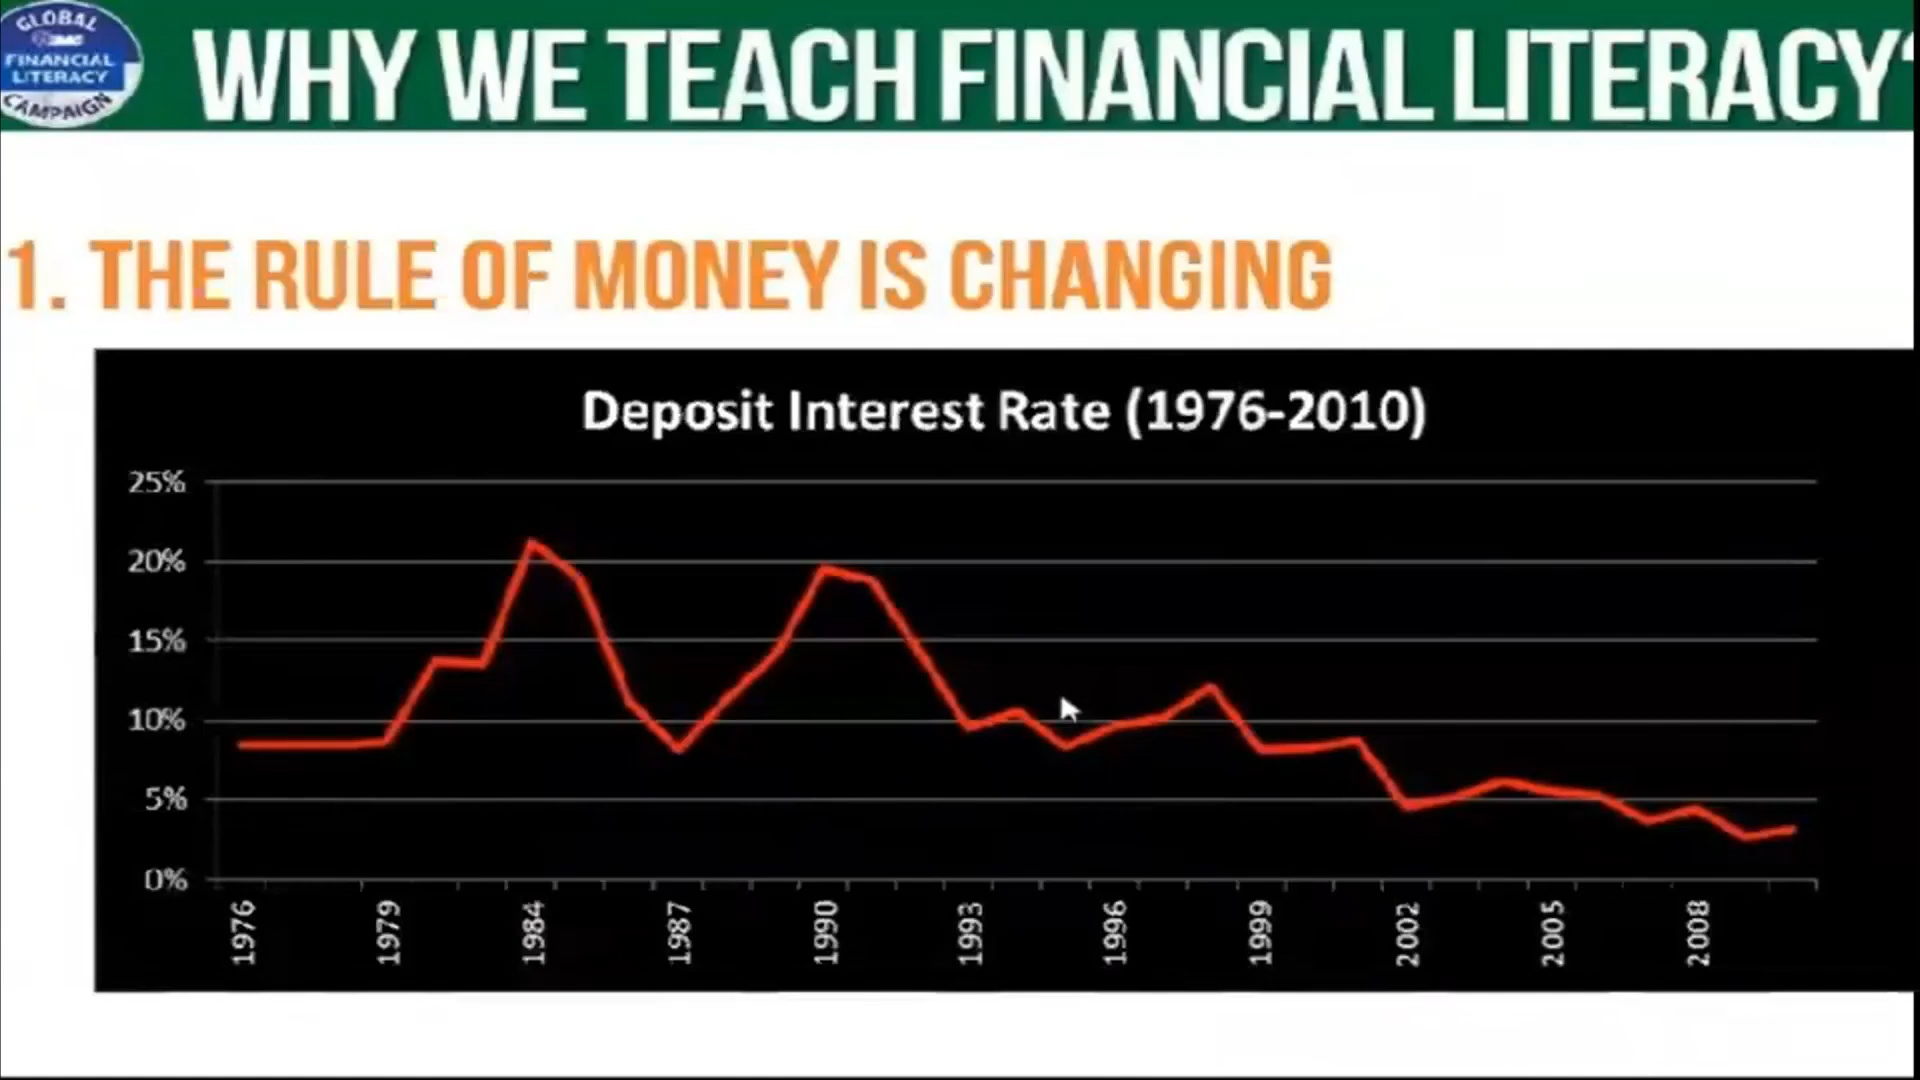 GLOBAL
FINANCIAL
LITERACY
CAMPAIGN
WHY WE TEACH FINANCIAL LITERACY?
1. THE RULE OF MONEY IS CHANGING
Deposit Interest Rate (1976-2010)
25%
20%
15%
10%
5%
0%
1976
1979
1984
1987
1990
1993
1996
1999
2002
2005
2008